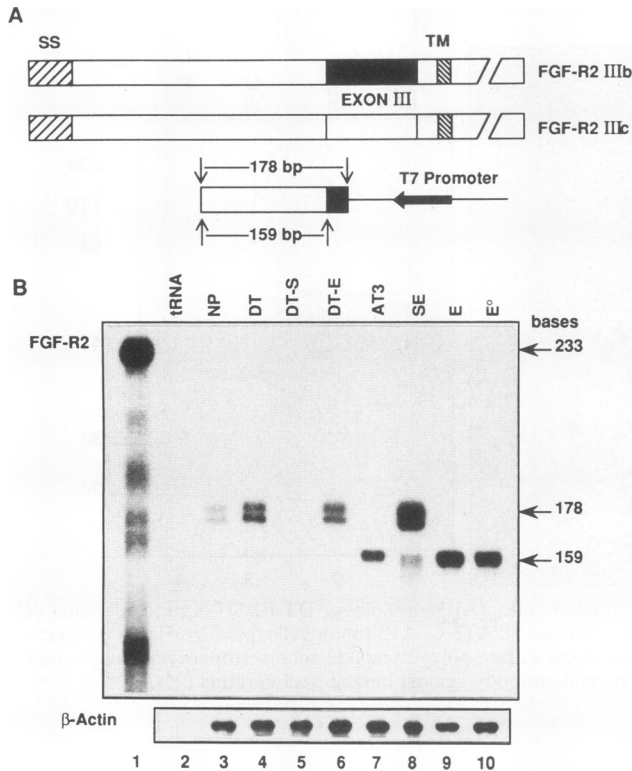 A
SS
TM
FGF-R2 IIIb
EXON III
FGF-R2 IIIc
178 bp
T7 Promoter
159 bp
B
tRNA NP DT DT-S DT-E AT3 SE E E°
bases
FGF-R2
233
178
159
β-Actin
1 2 3 4 5 6 7 8 9 10